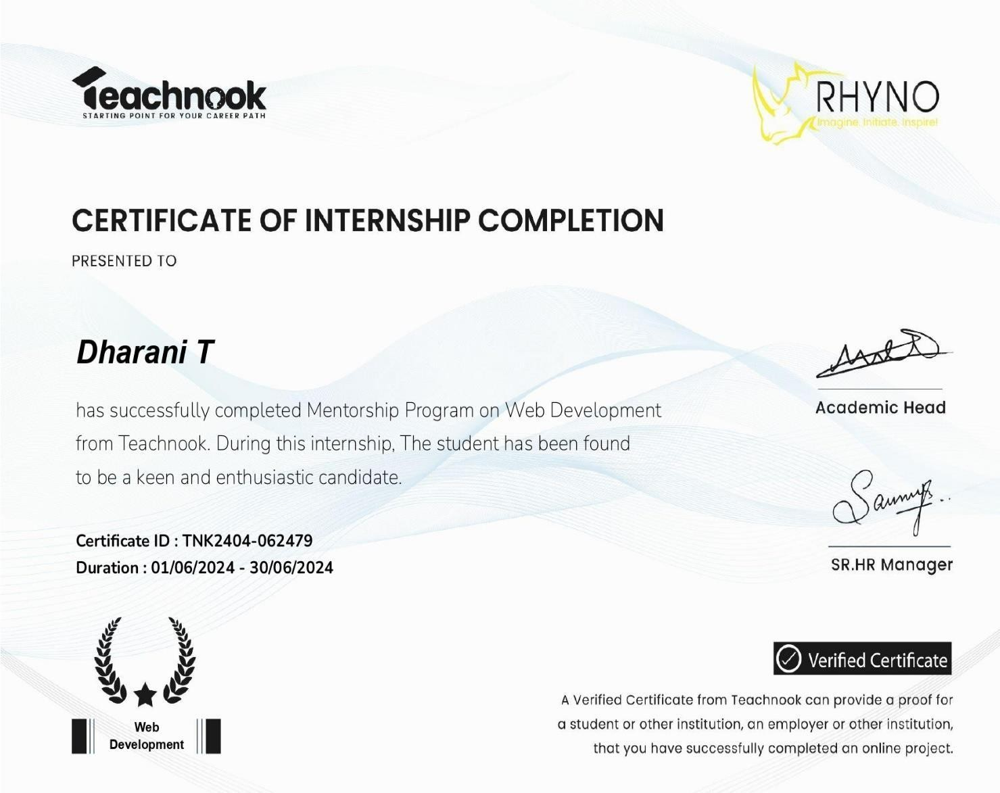 Teachnook
STARTING POINT FOR YOUR CAREER PATH
RHYNO
Imagine. Initiate. Inspire!
CERTIFICATE OF INTERNSHIP COMPLETION
PRESENTED TO
Dharani T
has successfully completed Mentorship Program on Web Development
from Teachnook. During this internship, The student has been found
to be a keen and enthusiastic candidate.
Certificate ID : TNK2404-062479
Duration : 01/06/2024 - 30/06/2024
Academic Head
SR.HR Manager
Web
Development
Verified Certificate
A Verified Certificate from Teachnook can provide a proof for
a student or other institution, an employer or other institution,
that you have successfully completed an online project.